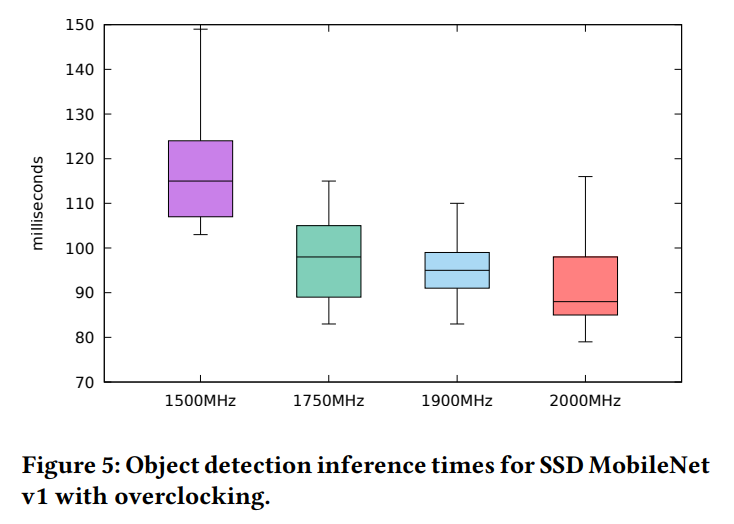 150
140
130
120
110
100
90
80
70
milliseconds
1500MHz 1750MHz 1900MHz 2000MHz
Figure 5: Object detection inference times for SSD MobileNet
v1 with overclocking.